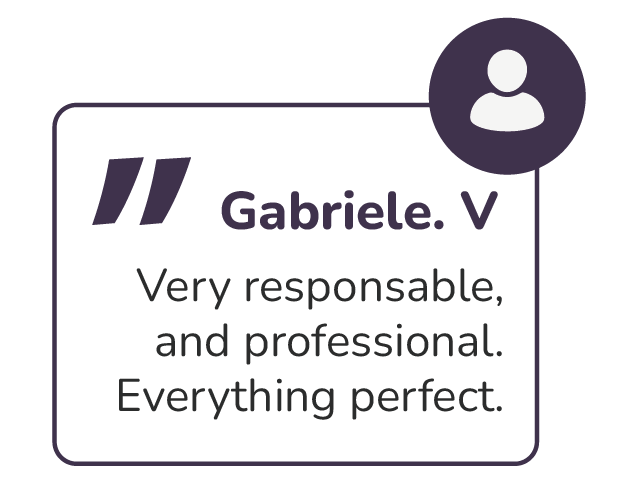 Gabriele. V
Very responsable,
and professional.
Everything perfect.